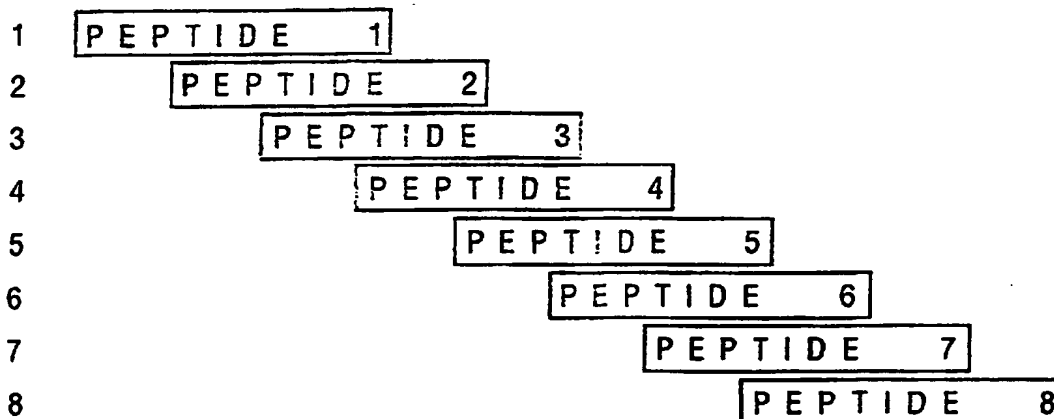 1 PEPTIDE 1
2 PEPTIDE 2
3 PEPTIDE 3
4 PEPTIDE 4
5 PEPTIDE 5
6 PEPTIDE 6
7 PEPTIDE 7
8 PEPTIDE 8